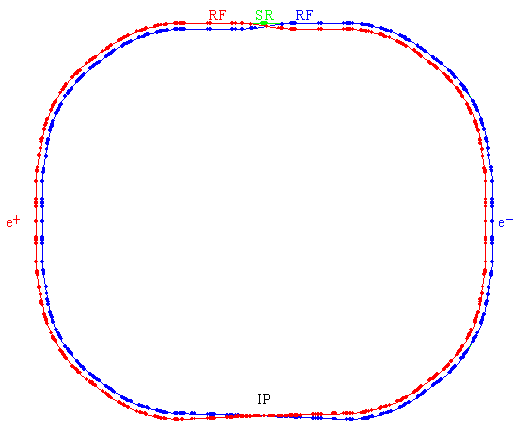 RF SR RF
e+ e−
IP